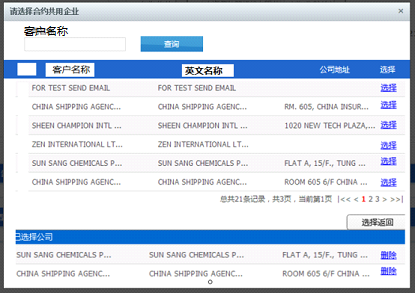 请选择合约共用企业 ×
客户名称
查询
客户名称 英文名称 公司地址 选择
FOR TEST SEND EMAIL FOR TEST SEND EMAIL 选择
CHINA SHIPPING AGENC... CHINA SHIPPING AGENC... RM. 605, CHINA INSUR... 选择
SHEEN CHAMPION INTL ... SHEEN CHAMPION INTL ... 1020 NEW TECH PLAZA,... 选择
ZEN INTERNATIONAL LT... ZEN INTERNATIONAL LT... 选择
SUN SANG CHEMICALS P... SUN SANG CHEMICALS P... FLAT A, 15/F., TUNG ... 选择
CHINA SHIPPING AGENC... CHINA SHIPPING AGENC... ROOM 605 6/F CHINA ... 选择
总共21条记录，共3页，当前第1页 |<< < 1 2 3 > >>|
选择返回
已选择公司
SUN SANG CHEMICALS P... SUN SANG CHEMICALS P... FLAT A, 15/F., TUNG ... 删除
CHINA SHIPPING AGENC... CHINA SHIPPING AGENC... ROOM 605 6/F CHINA ... 删除